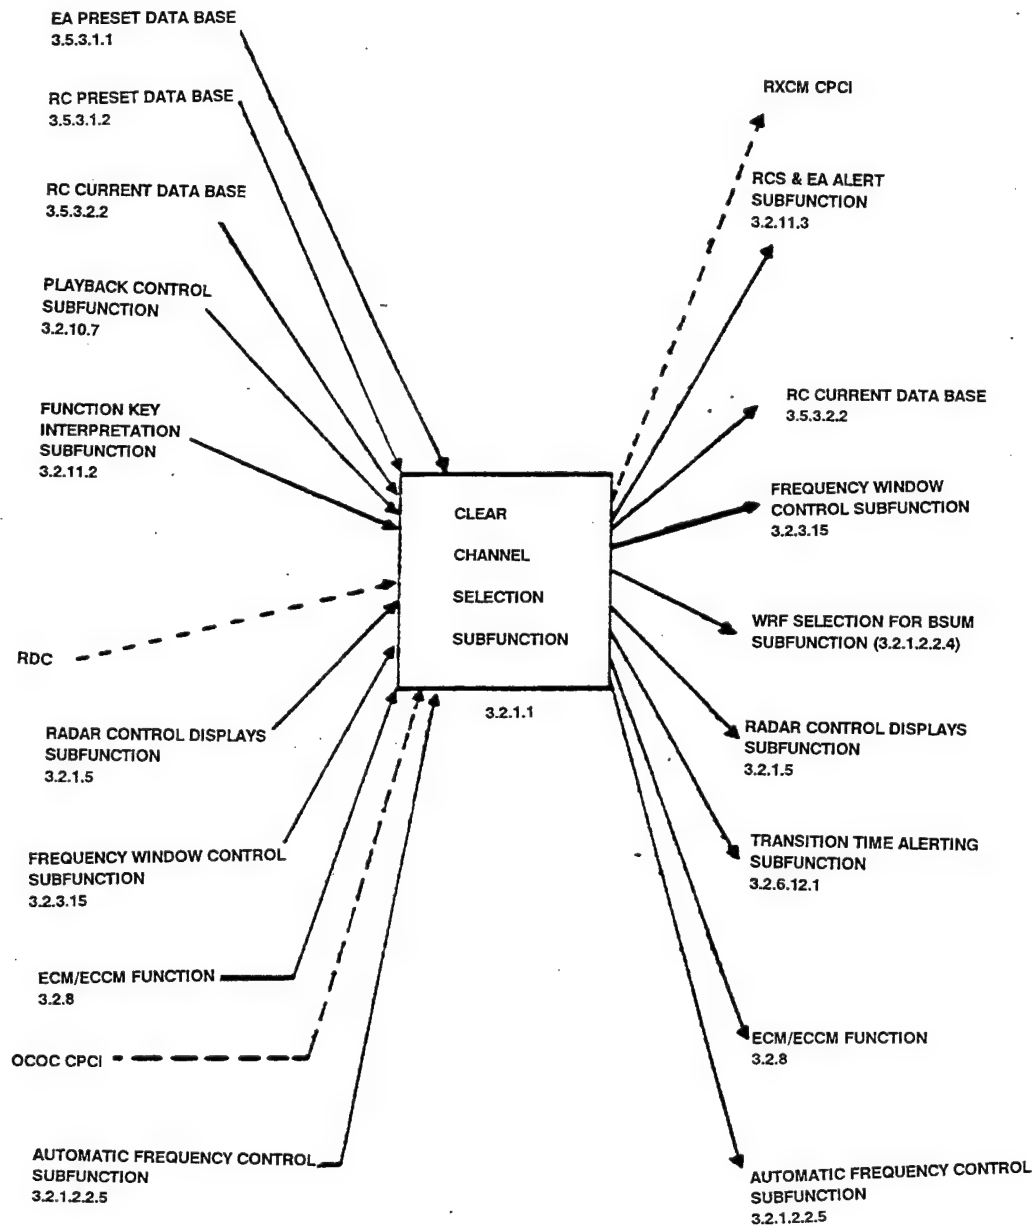 EA PRESET DATA BASE
3.5.3.1.1
RC PRESET DATA BASE
3.5.3.1.2
RC CURRENT DATA BASE
3.5.3.2.2
PLAYBACK CONTROL
SUBFUNCTION
3.2.10.7
FUNCTION KEY
INTERPRETATION
SUBFUNCTION
3.2.11.2
RDC
RADAR CONTROL DISPLAYS
SUBFUNCTION
3.2.1.5
FREQUENCY WINDOW CONTROL
SUBFUNCTION
3.2.3.15
ECM/ECCM FUNCTION
3.2.8
OCOC CPCI
AUTOMATIC FREQUENCY CONTROL
SUBFUNCTION
3.2.1.2.2.5
CLEAR
CHANNEL
SELECTION
SUBFUNCTION
3.2.1.1
RXCM CPCI
RCS & EA ALERT
SUBFUNCTION
3.2.11.3
RC CURRENT DATA BASE
3.5.3.2.2
FREQUENCY WINDOW
CONTROL SUBFUNCTION
3.2.3.15
WRF SELECTION FOR BSUM
SUBFUNCTION (3.2.1.2.2.4)
RADAR CONTROL DISPLAYS
SUBFUNCTION
3.2.1.5
TRANSITION TIME ALERTING
SUBFUNCTION
3.2.6.12.1
ECM/ECCM FUNCTION
3.2.8
AUTOMATIC FREQUENCY CONTROL
SUBFUNCTION
3.2.1.2.2.5